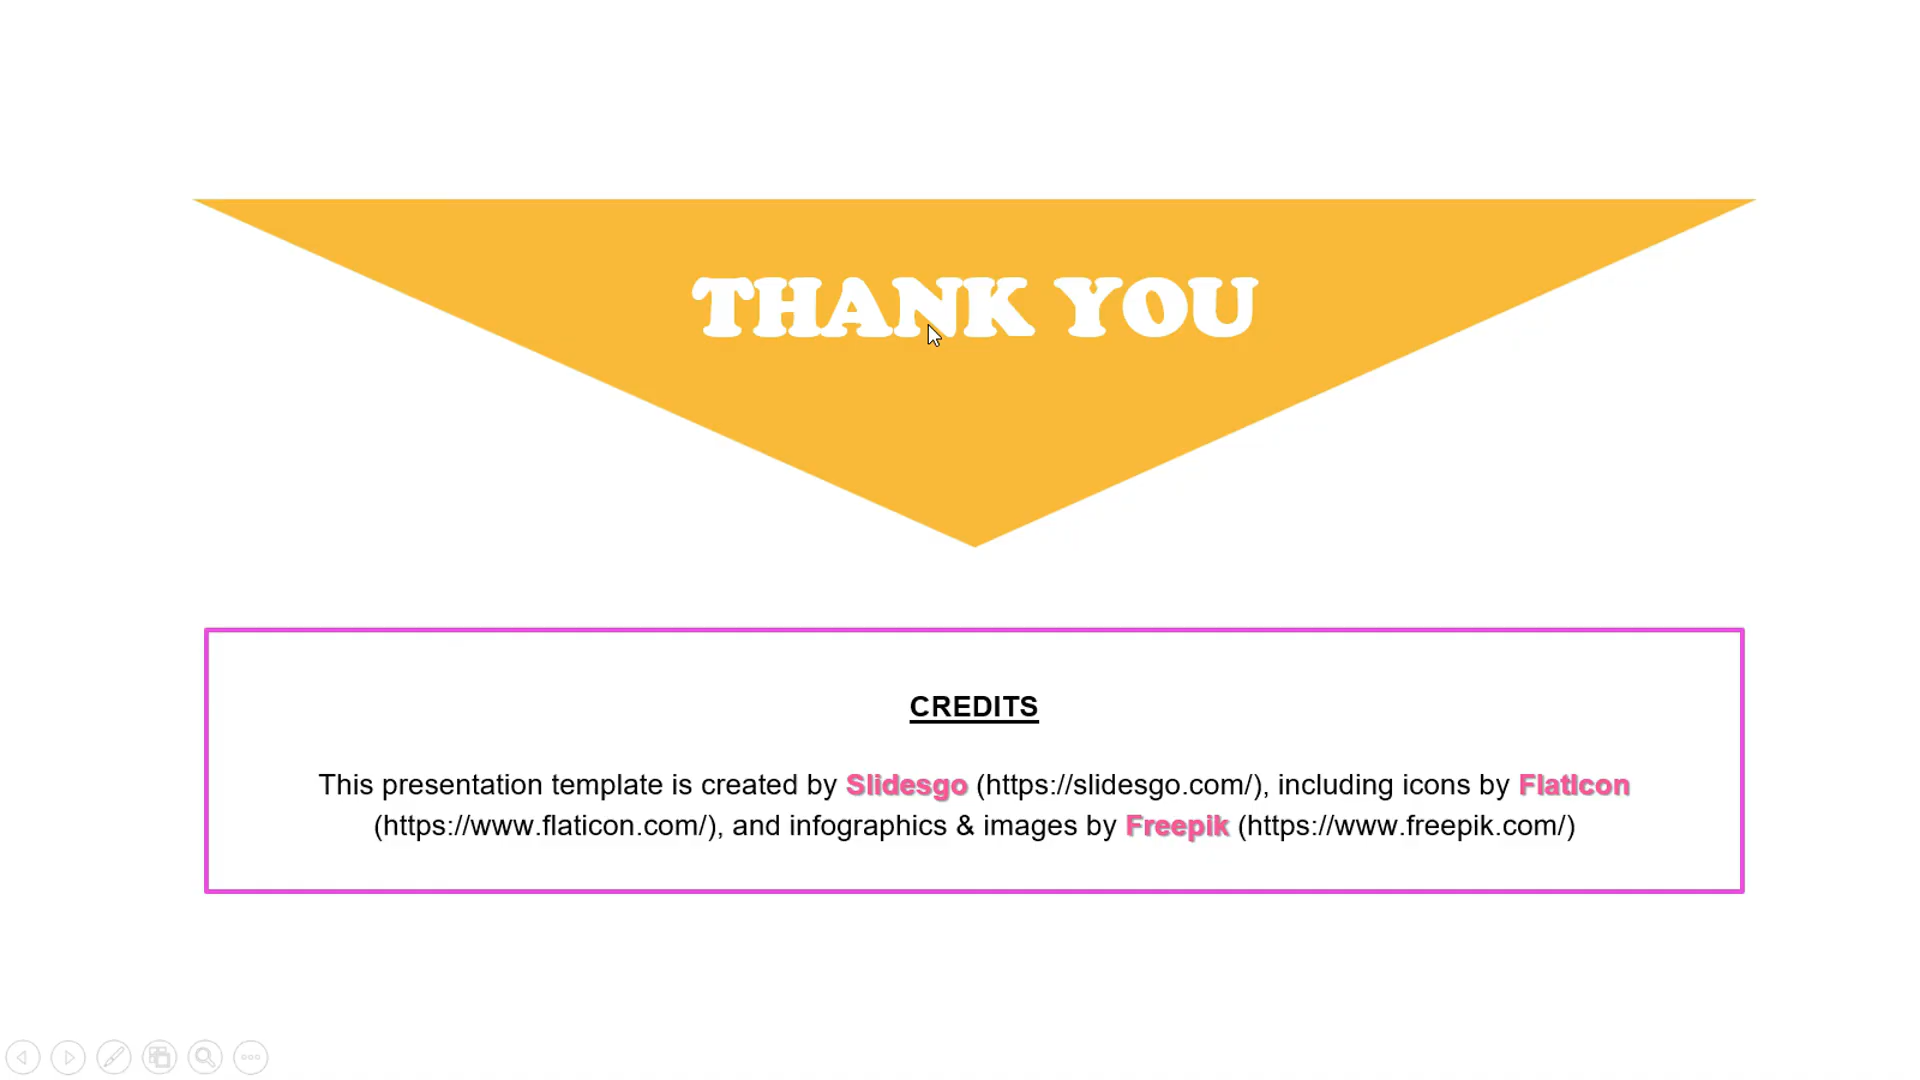 THANK YOU
CREDITS
This presentation template is created by Slidesgo (https://slidesgo.com/), including icons by FlatIcon
(https://www.flaticon.com/), and infographics & images by Freepik (https://www.freepik.com/)